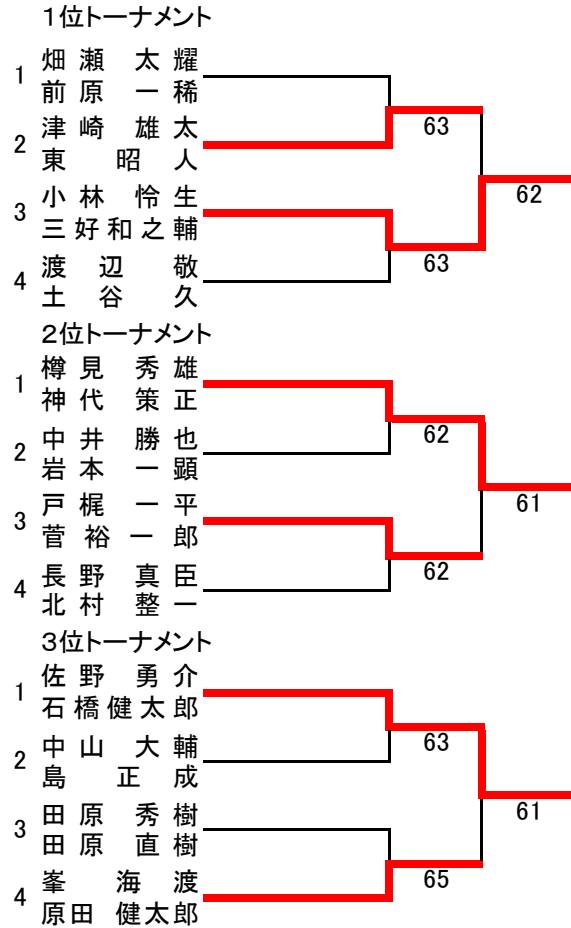 1位トーナメント
1 畑瀬 太耀
前原 一稀
63
2 津崎 雄太
東 昭人
62
3 小林 怜生
三好和之輔
63
4 渡辺 敬
土谷 久
2位トーナメント
1 樽見 秀雄
神代 策正
62
2 中井 勝也
岩本 一顕
61
3 戸梶 一平
菅裕一郎
62
4 長野 真臣
北村 整一
3位トーナメント
1 佐野 勇介
石橋健太郎
63
2 中山 大輔
島 正成
61
3 田原 秀樹
田原 直樹
65
4 峯 海渡
原田 健太郎